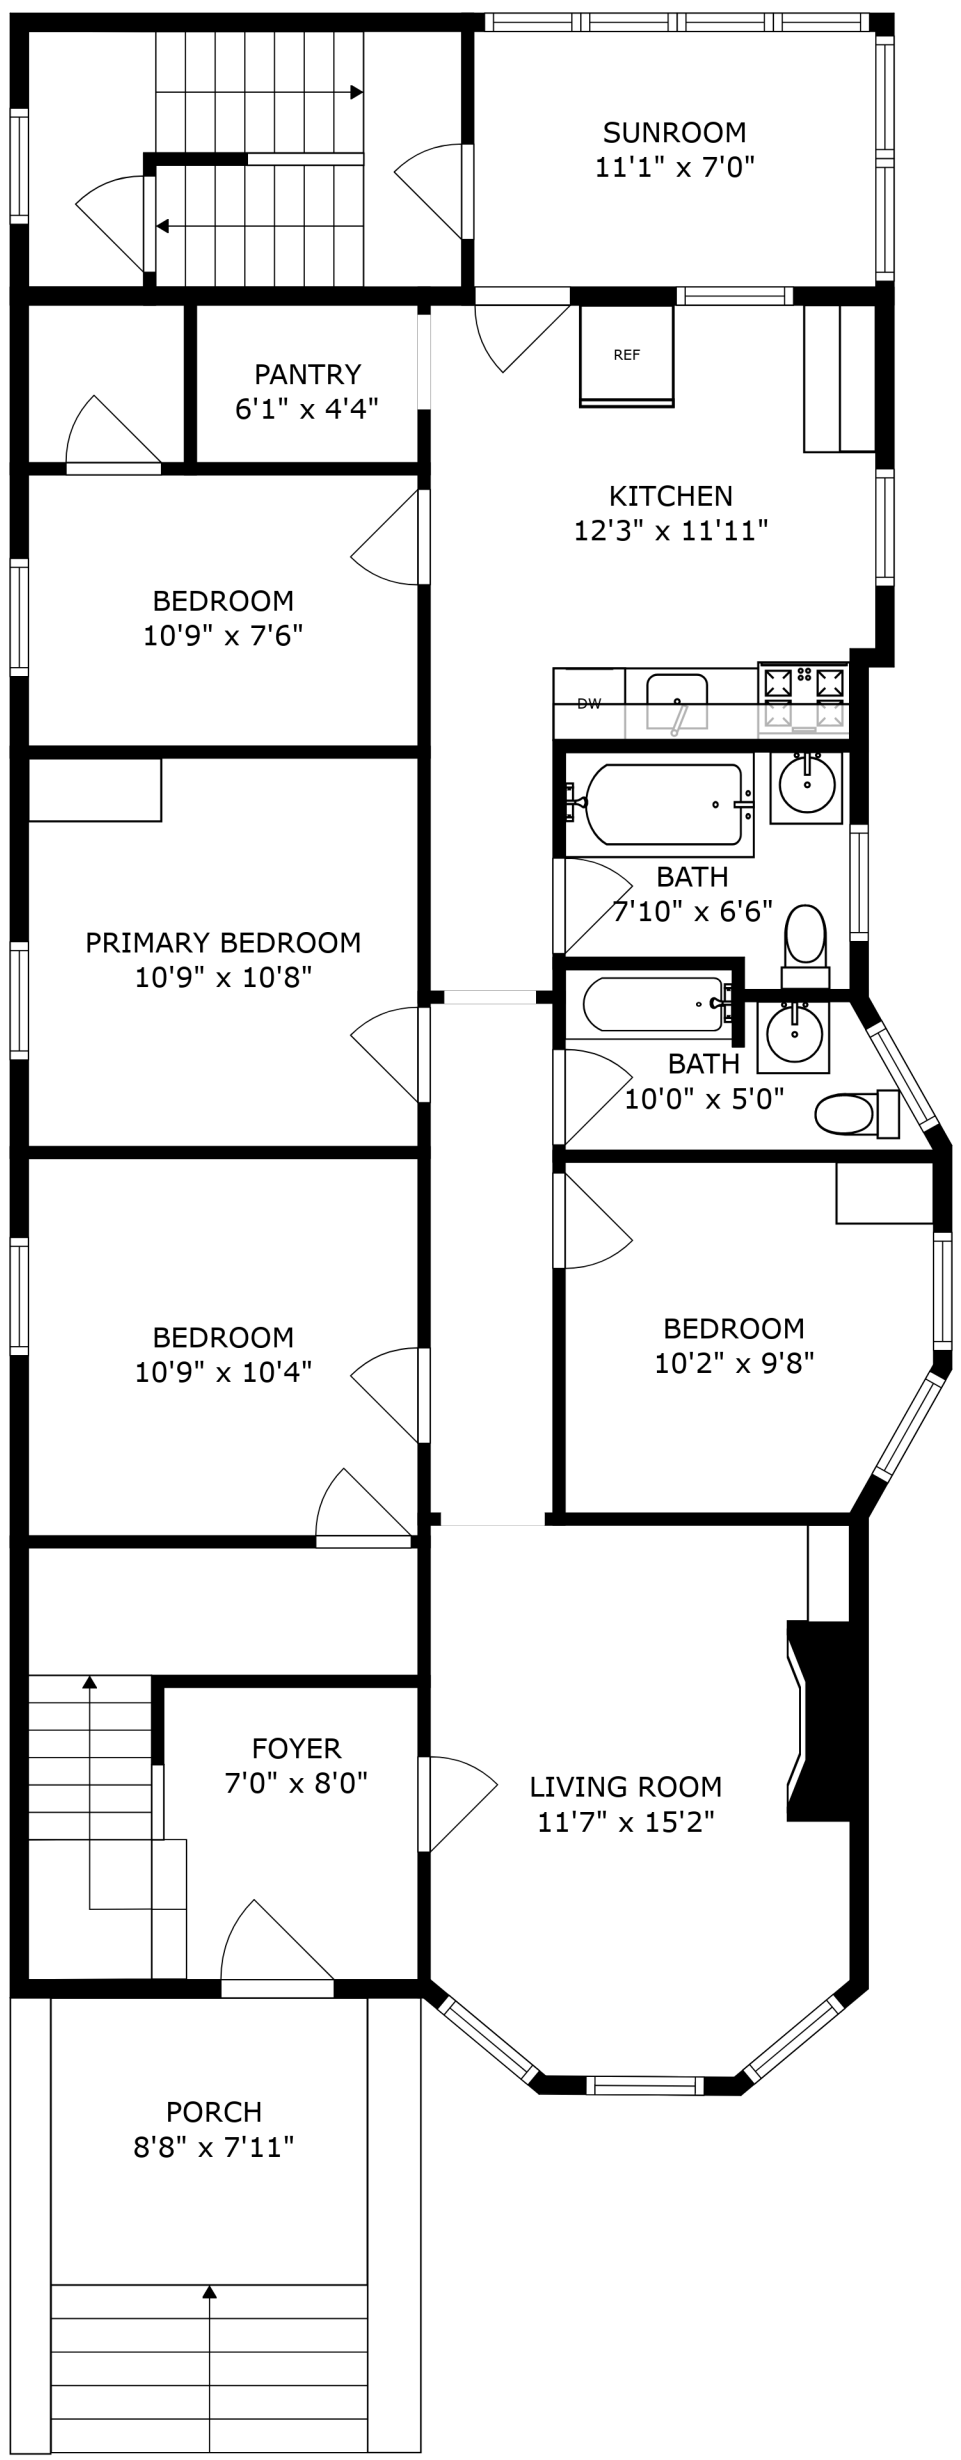 SUNROOM
11'1" x 7'0"
PANTRY
6'1" x 4'4"
REF
KITCHEN
12'3" x 11'11"
BEDROOM
10'9" x 7'6"
DW
BATH
7'10" x 6'6"
PRIMARY BEDROOM
10'9" x 10'8"
BATH
10'0" x 5'0"
BEDROOM
10'9" x 10'4"
BEDROOM
10'2" x 9'8"
FOYER
7'0" x 8'0"
LIVING ROOM
11'7" x 15'2"
PORCH
8'8" x 7'11"